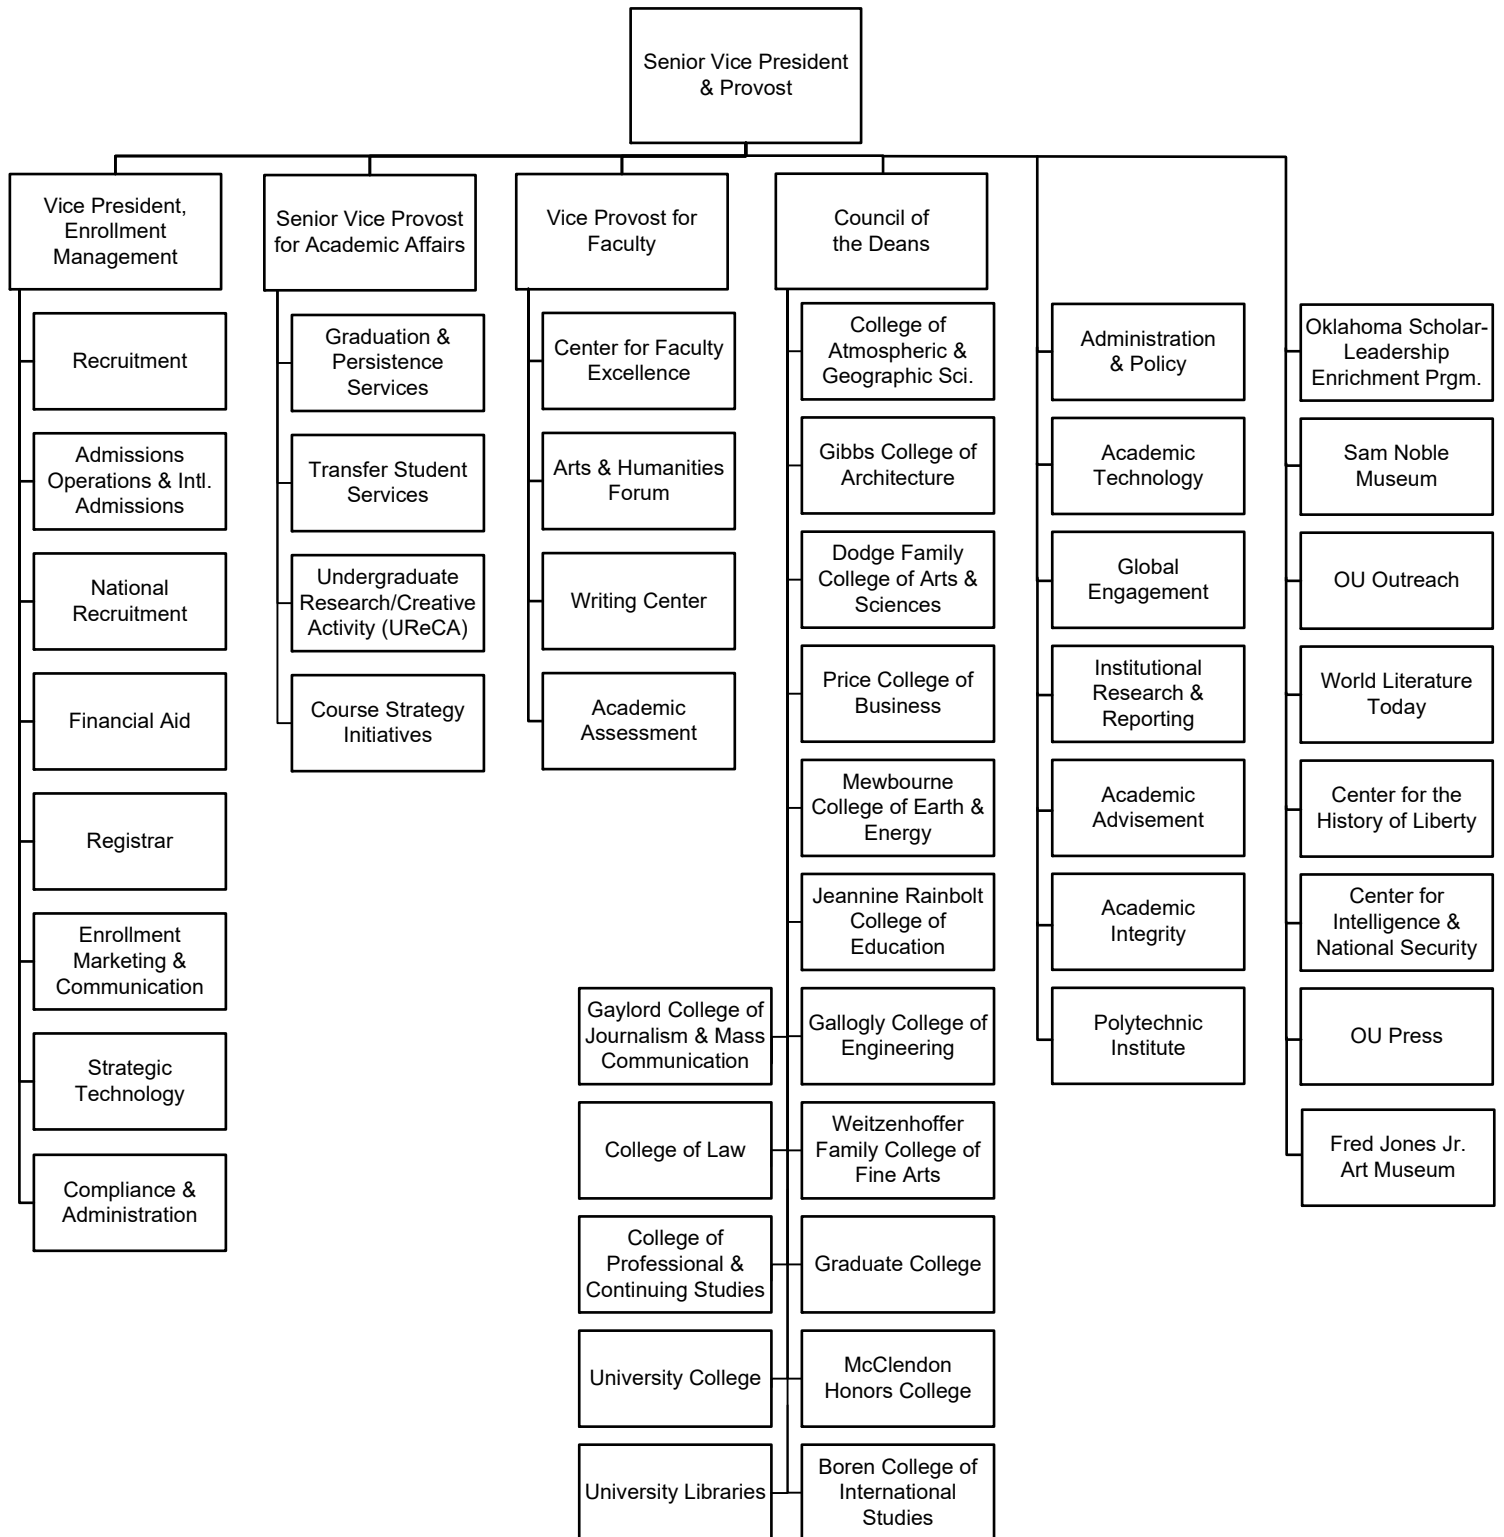 Senior Vice President
& Provost
Vice President,
Enrollment
Management
Senior Vice Provost
for Academic Affairs
Vice Provost for
Faculty
Council of
the Deans
Recruitment
Admissions
Operations & Intl.
Admissions
National
Recruitment
Financial Aid
Registrar
Enrollment
Marketing &
Communication
Strategic
Technology
Compliance &
Administration
Graduation &
Persistence
Services
Transfer Student
Services
Undergraduate
Research/Creative
Activity (UReCA)
Course Strategy
Initiatives
Center for Faculty
Excellence
Arts & Humanities
Forum
Writing Center
Academic
Assessment
College of
Atmospheric &
Geographic Sci.
Gibbs College of
Architecture
Dodge Family
College of Arts &
Sciences
Price College of
Business
Mewbourne
College of Earth &
Energy
Jeannine Rainbolt
College of
Education
Gaylord College of
Journalism & Mass
Communication
Gallogly College of
Engineering
College of Law
Weitzenhoffer
Family College of
Fine Arts
College of
Professional &
Continuing Studies
Graduate College
University College
McClendon
Honors College
University Libraries
Boren College of
International
Studies
Administration
& Policy
Academic
Technology
Global
Engagement
Institutional
Research &
Reporting
Academic
Advisement
Academic
Integrity
Polytechnic
Institute
Oklahoma Scholar-
Leadership
Enrichment Prgm.
Sam Noble
Museum
OU Outreach
World Literature
Today
Center for the
History of Liberty
Center for
Intelligence &
National Security
OU Press
Fred Jones Jr.
Art Museum